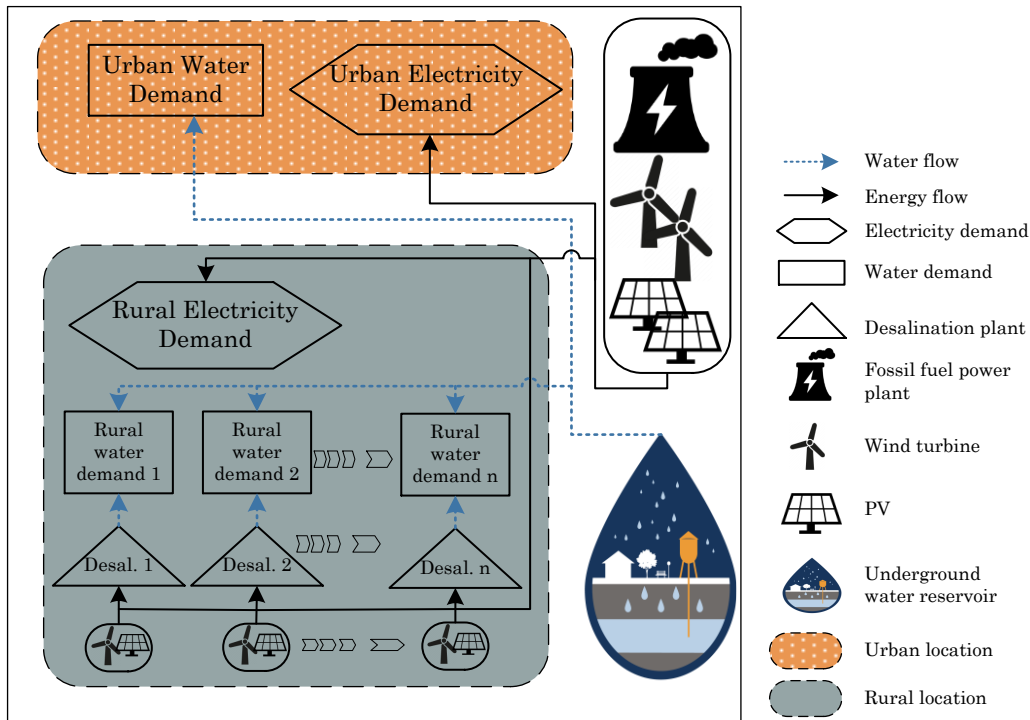 Urban Water
Demand
Urban Electricity
Demand
Rural Electricity
Demand
Rural
water
demand 1
Rural
water
demand 2
Rural
water
demand n
Desal. 1
Desal. 2
Desal. n
Water flow
Energy flow
Electricity demand
Water demand
Desalination plant
Fossil fuel power
plant
Wind turbine
PV
Underground
water reservoir
Urban location
Rural location